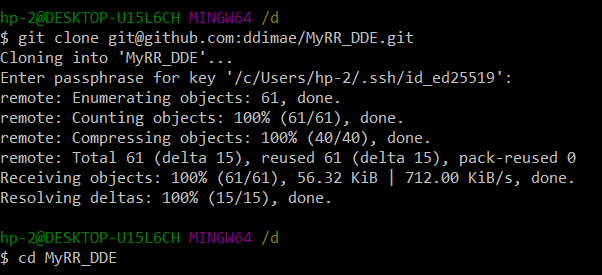 hp-2@DESKTOP-U15L6CH MINGW64 /d
$ git clone git@github.com:ddimae/MyRR_DDE.git
Cloning into 'MyRR_DDE'...
Enter passphrase for key '/c/Users/hp-2/.ssh/id_ed25519':
remote: Enumerating objects: 61, done.
remote: Counting objects: 100% (61/61), done.
remote: Compressing objects: 100% (40/40), done.
remote: Total 61 (delta 15), reused 61 (delta 15), pack-reused 0
Receiving objects: 100% (61/61), 56.32 KiB | 712.00 KiB/s, done.
Resolving deltas: 100% (15/15), done.
hp-2@DESKTOP-U15L6CH MINGW64 /d
$ cd MyRR_DDE